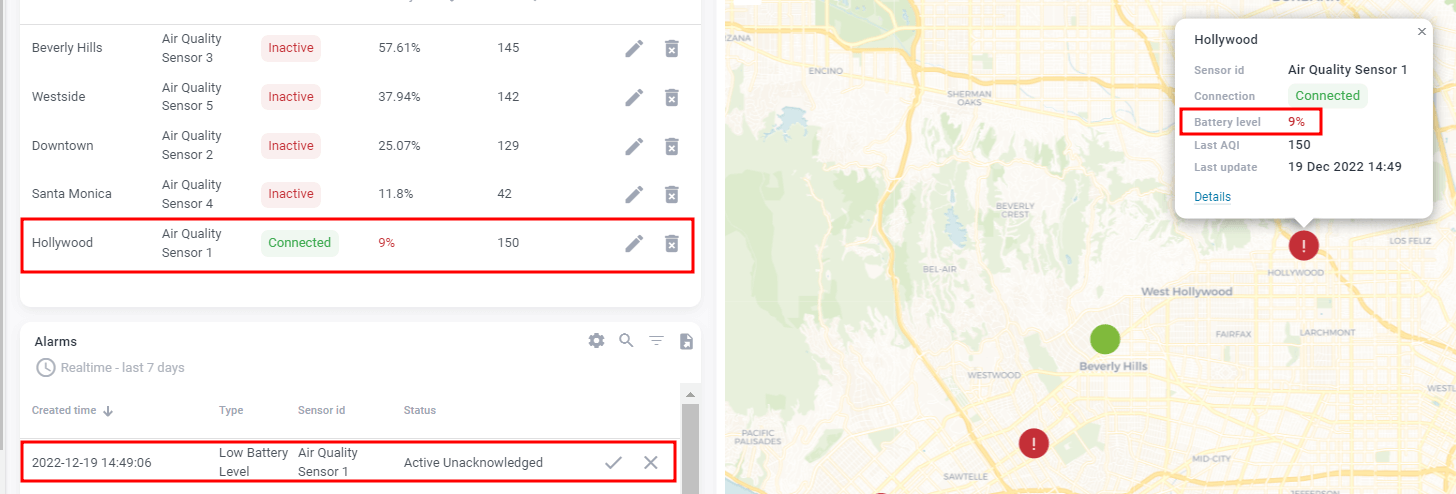 Beverly Hills
Air Quality
Sensor 3
Inactive
57.61%
145
Westside
Air Quality
Sensor 5
Inactive
37.94%
142
Downtown
Air Quality
Sensor 2
Inactive
25.07%
129
Santa Monica
Air Quality
Sensor 4
Inactive
11.8%
42
Hollywood
Air Quality
Sensor 1
Connected
9%
150
Alarms
Realtime - last 7 days
Created time
Type
Sensor id
Status
2022-12-19 14:49:06
Low Battery
Level
Air Quality
Sensor 1
Active Unacknowledged
ENCINO
SHERMAN
OAKS
BEVERLY
CREST
BEL-AIR
Hollywood
×
Sensor id Air Quality Sensor 1
Connection Connected
Battery level 9%
Last AQI 150
Last update 19 Dec 2022 14:49
Details
!
LOS FELIZ
HOLLYWOOD
West Hollywood
FAIRFAX
LARCHMONT
Beverly Hills
WESTWOOD
PACIFIC
PALISADES
!
MID-CITY
SAWTELLE